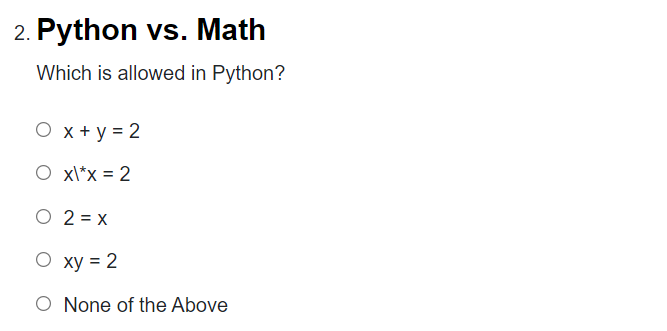 2. Python vs. Math
Which is allowed in Python?
x + y = 2
x\*x = 2
2 = x
xy = 2
None of the Above